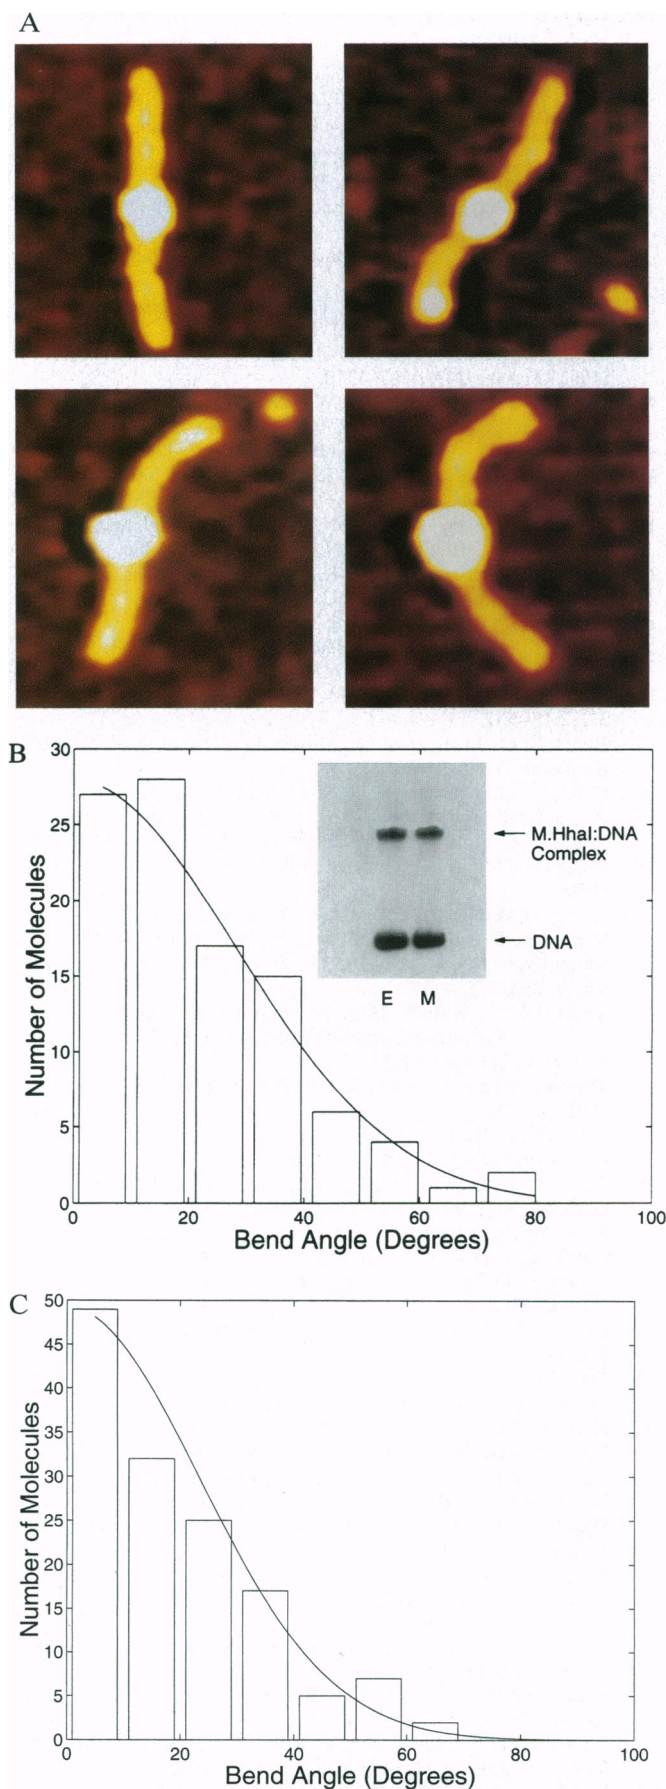 A
B
30
25
20
15
10
5
0
Number of Molecules
M.HhaI:DNA
Complex
DNA
E M
0 20 40 60 80 100
Bend Angle (Degrees)
C
50
45
40
35
30
25
20
15
10
5
0
Number of Molecules
0 20 40 60 80 100
Bend Angle (Degrees)